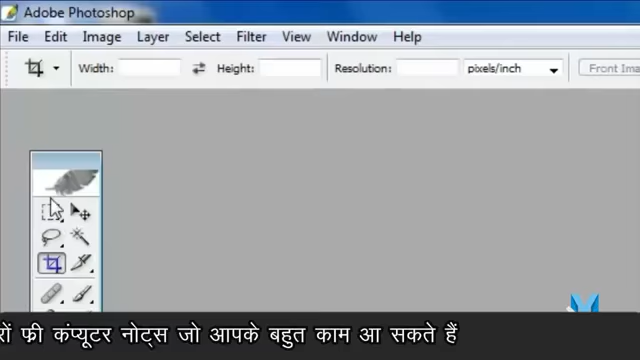 Adobe Photoshop
File Edit Image Layer Select Filter View Window Help
Width: Height: Resolution: pixels/inch Front Ima
रों फ्री कंप्यूटर नोट्स जो आपके बहुत काम आ सकते हैं